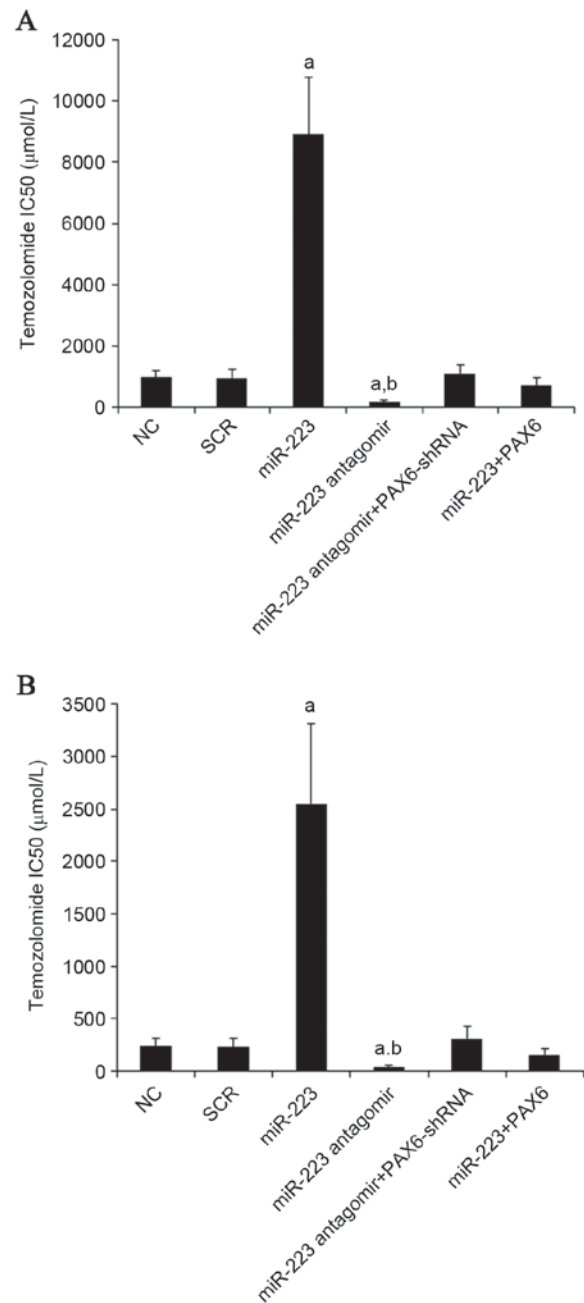 A
Temozolomide IC50 (μmol/L)
12000
10000
8000
6000
4000
2000
0
a
a,b
NC
SCR
miR-223
miR-223 antagomir
miR-223 antagomir+PAX6-shRNA
miR-223+PAX6
B
Temozolomide IC50 (μmol/L)
3500
3000
2500
2000
1500
1000
500
0
a
a.b
NC
SCR
miR-223
miR-223 antagomir
miR-223 antagomir+PAX6-shRNA
miR-223+PAX6